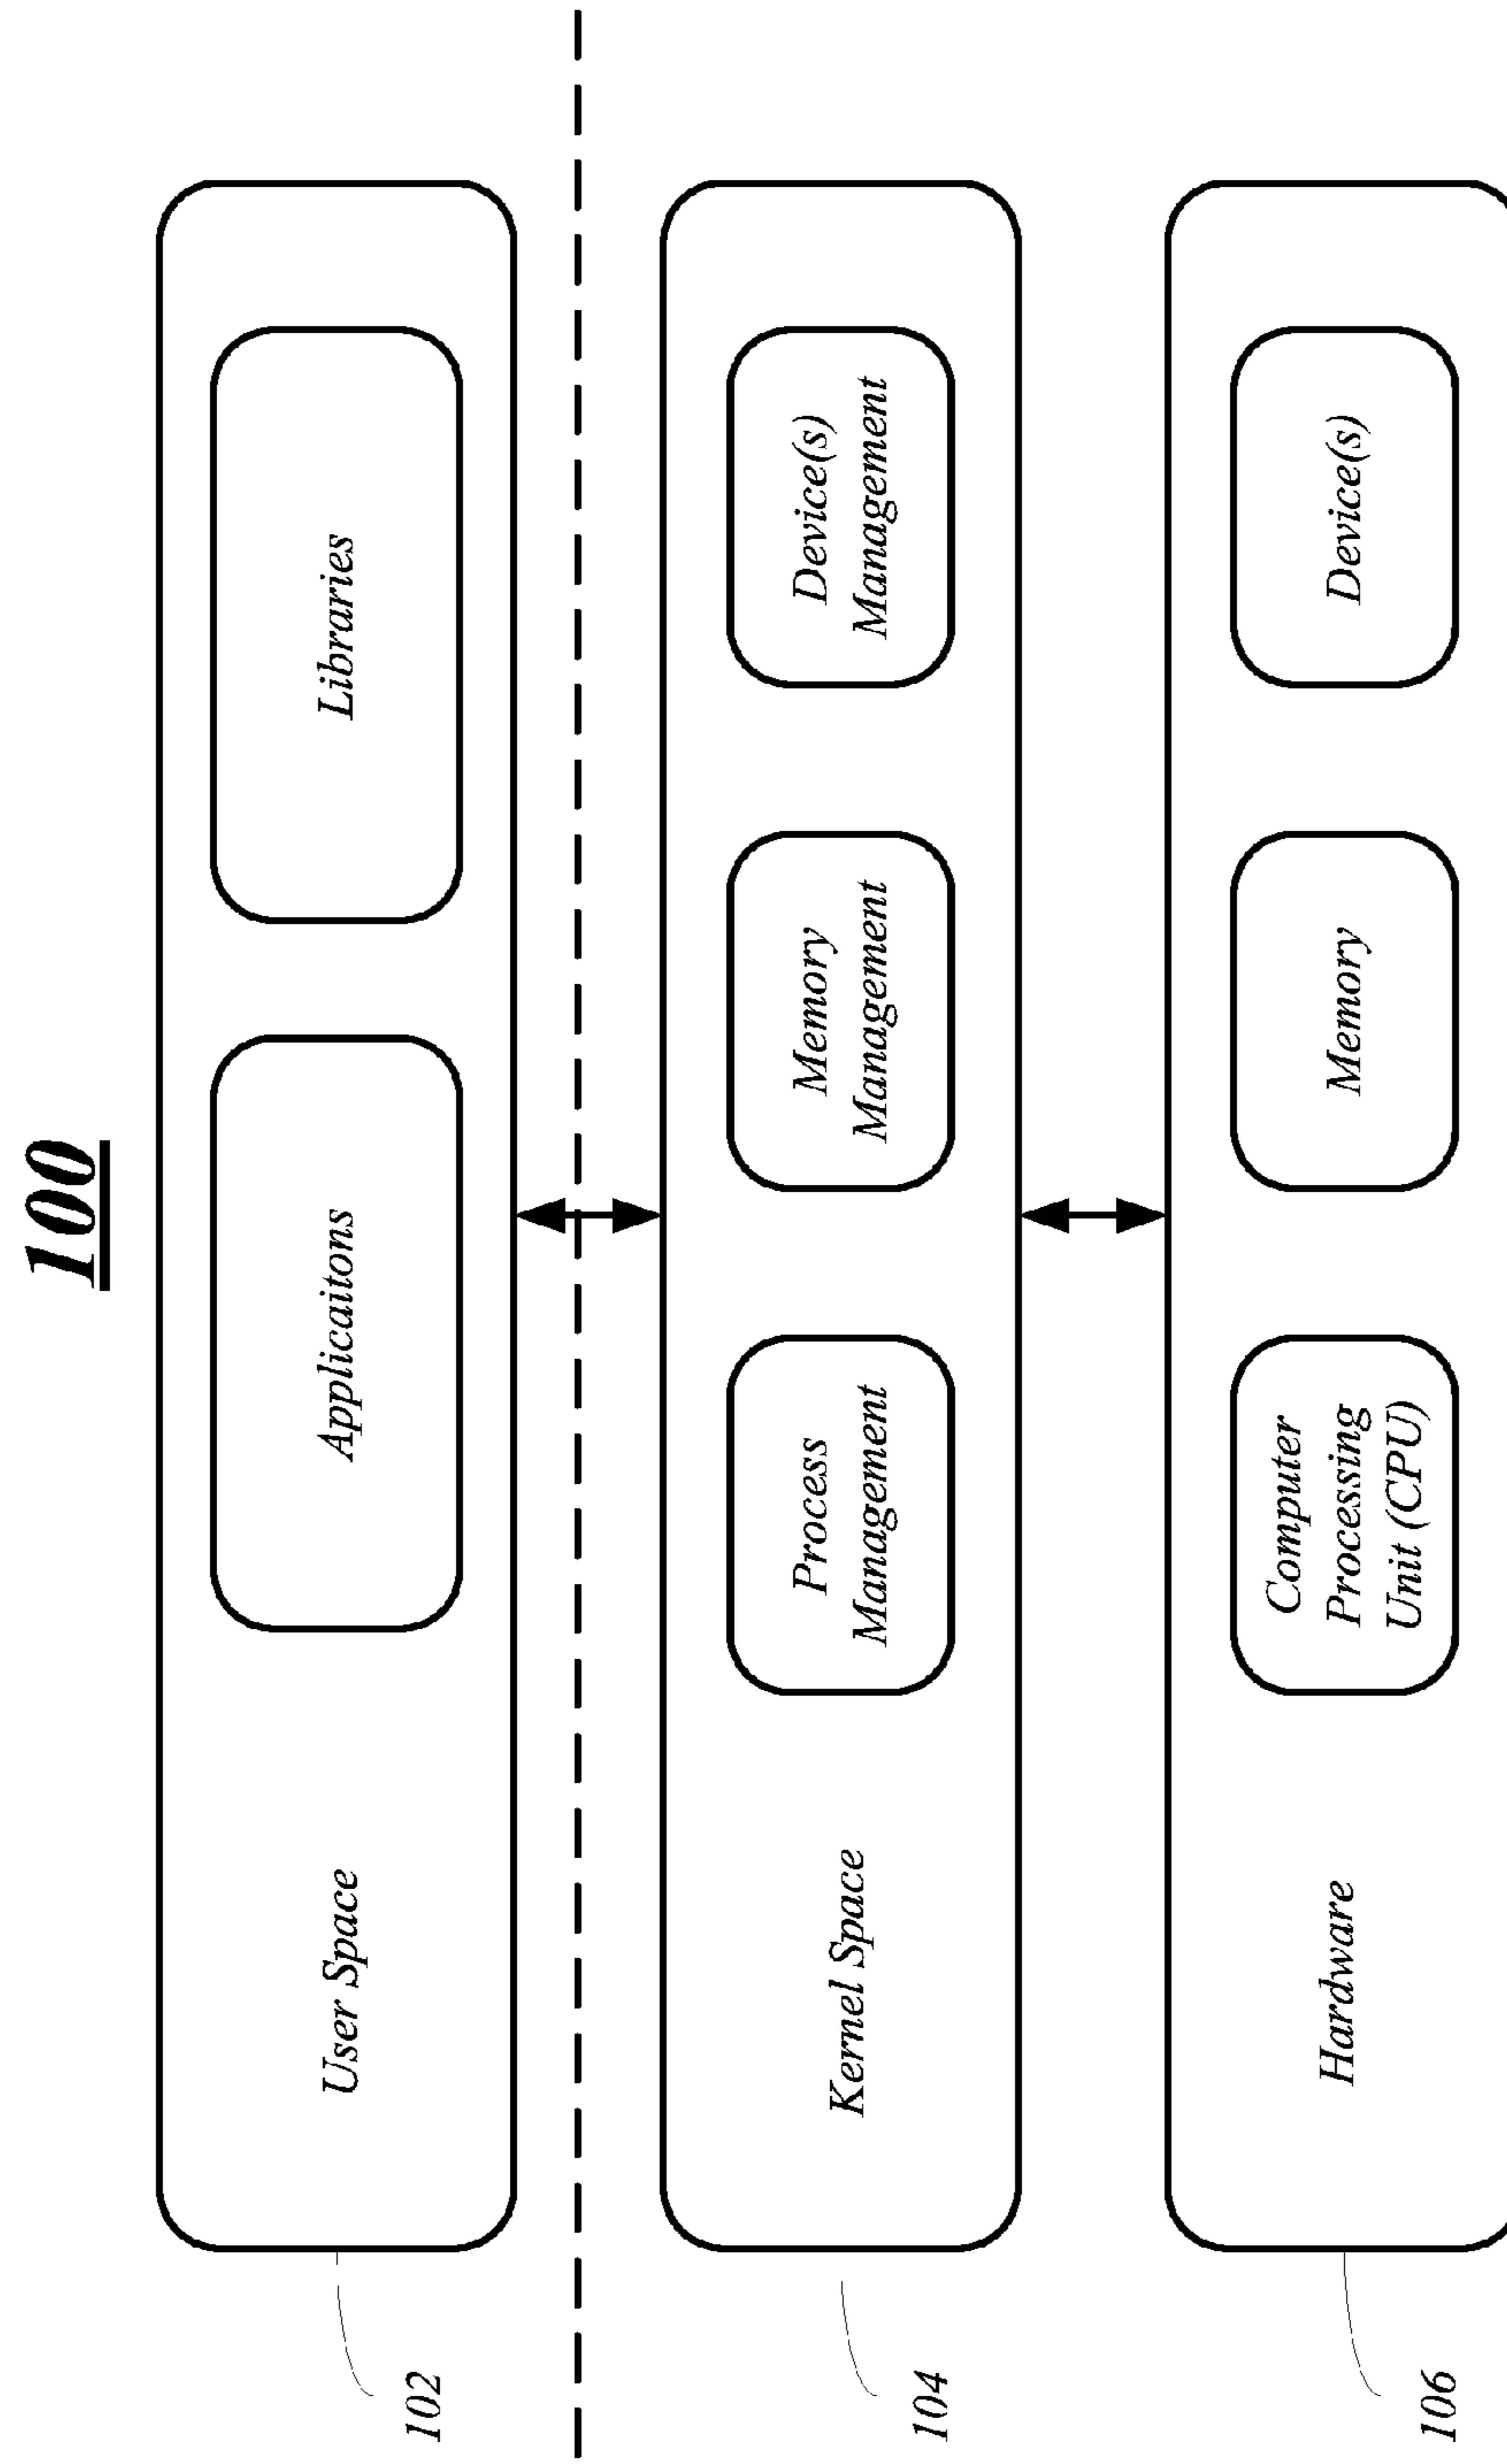 100
User Space
Applicaitons
Libraries
102
Kernel Space
Process
Management
Memory
Management
Device(s)
Management
104
Hardware
Computer
Processing
Unit (CPU)
Memory
Device(s)
106